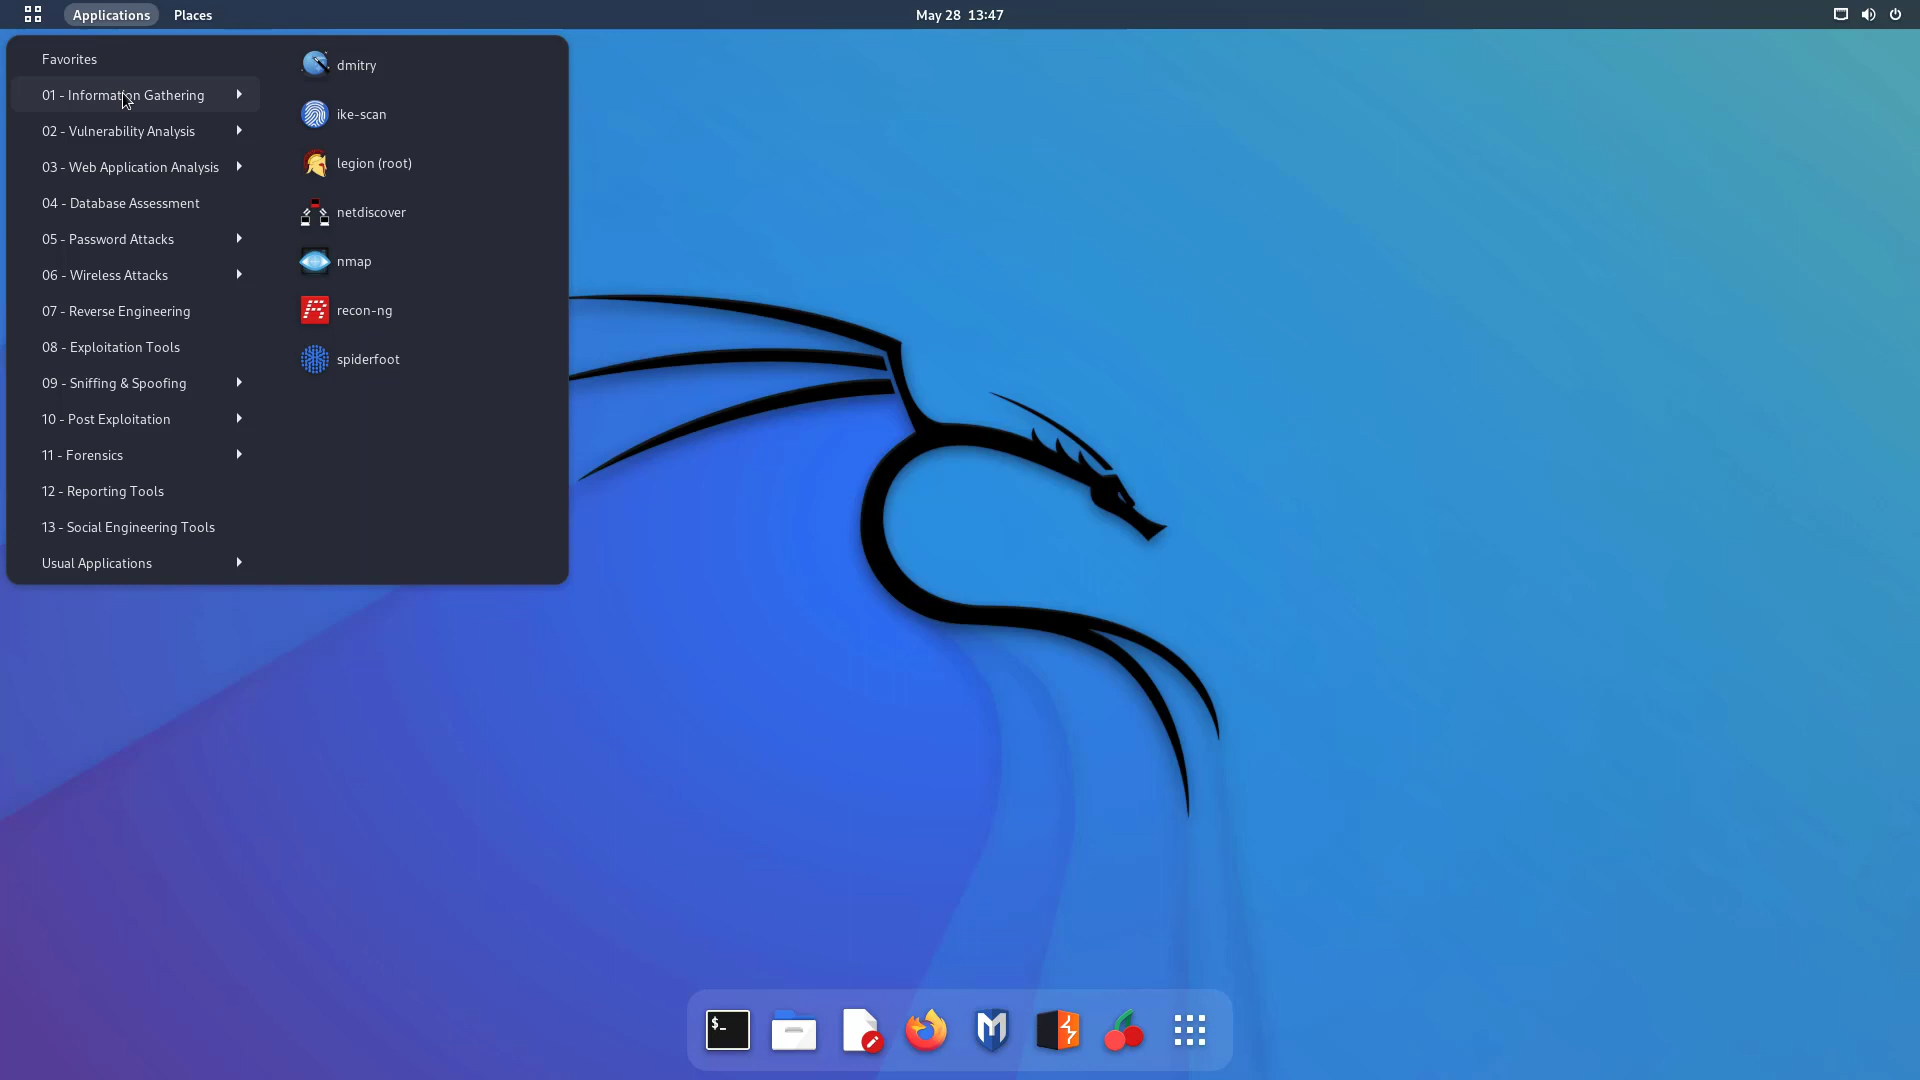 Applications Places May 28 13:47
Favorites
01 - Information Gathering
02 - Vulnerability Analysis
03 - Web Application Analysis
04 - Database Assessment
05 - Password Attacks
06 - Wireless Attacks
07 - Reverse Engineering
08 - Exploitation Tools
09 - Sniffing & Spoofing
10 - Post Exploitation
11 - Forensics
12 - Reporting Tools
13 - Social Engineering Tools
Usual Applications
dmitry
ike-scan
legion (root)
netdiscover
nmap
recon-ng
spiderfoot
$_